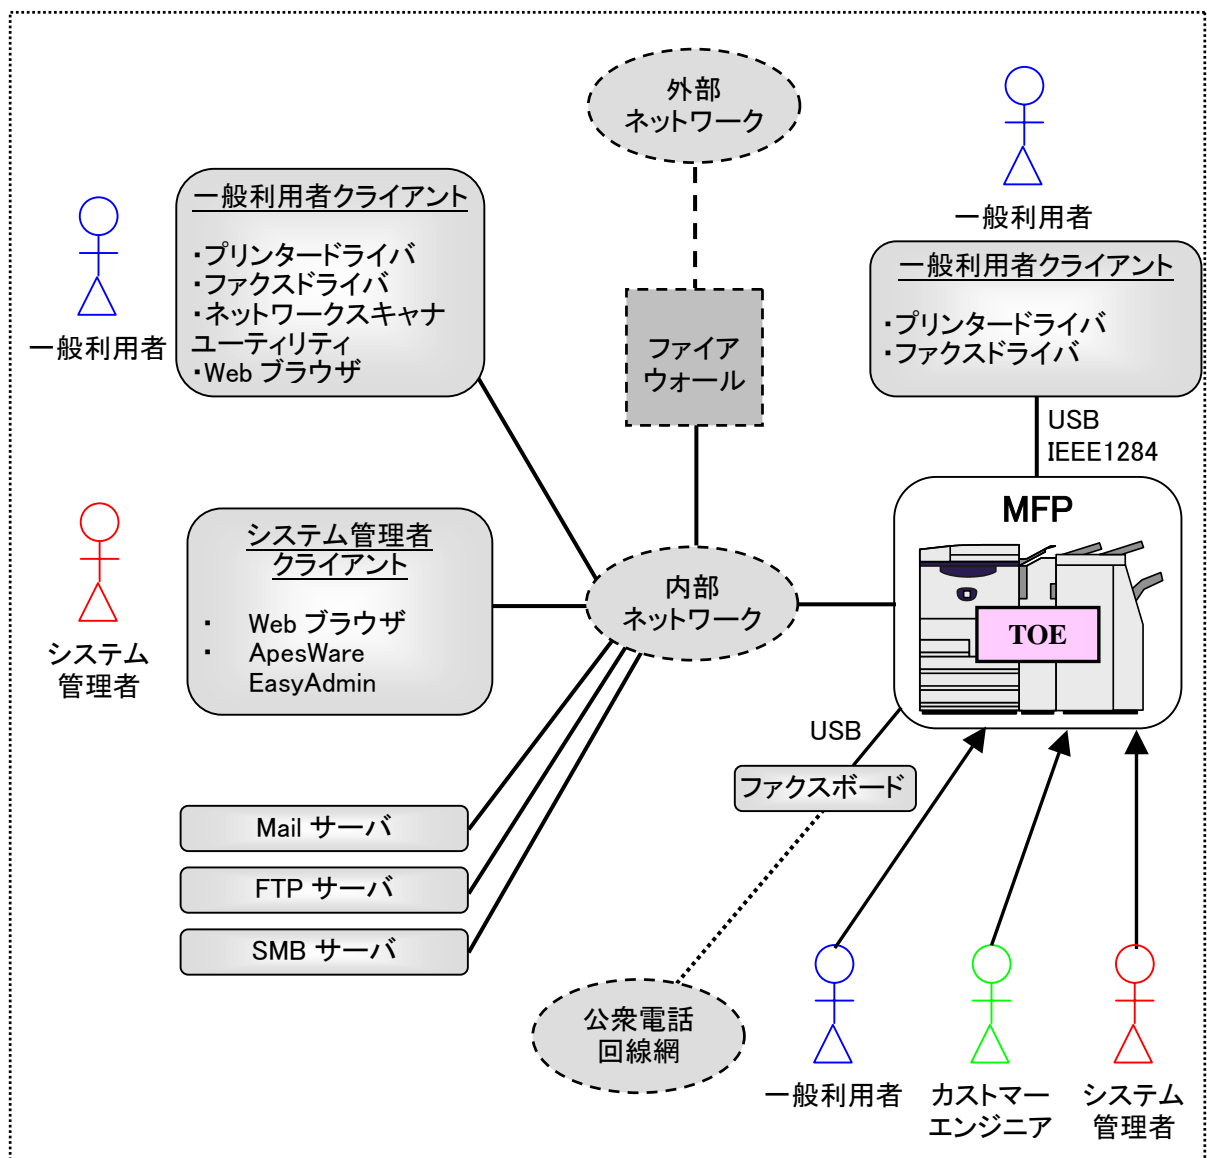 外部
ネットワーク
一般利用者
一般利用者クライアント
・プリンタードライバ
・ファクスドライバ
・ネットワークスキャナ
ユーティリティ
・Web ブラウザ
一般利用者
一般利用者クライアント
・プリンタードライバ
・ファクスドライバ
ファイア
ウォール
USB
IEEE1284
MFP
TOE
システム管理者
クライアント
・ Web ブラウザ
・ ApesWare
EasyAdmin
システム
管理者
内部
ネットワーク
USB
ファクスボード
Mail サーバ
FTP サーバ
SMB サーバ
公衆電話
回線網
一般利用者
カストマー
エンジニア
システム
管理者